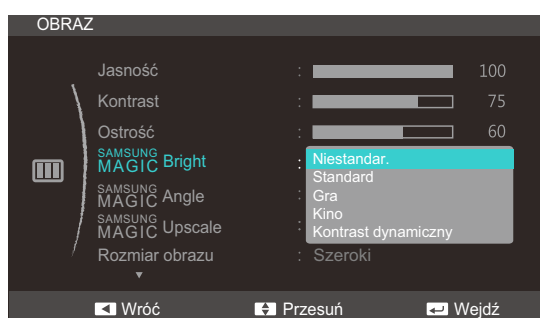 OBRAZ
Jasność : 100
Kontrast : 75
Ostrość : 60
SAMSUNG MAGIC Bright : Niestandar.
Standard
SAMSUNG MAGIC Angle : Gra
Kino
SAMSUNG MAGIC Upscale : Kontrast dynamiczny
Rozmiar obrazu : Szeroki
Wróć Przesuń Wejdź